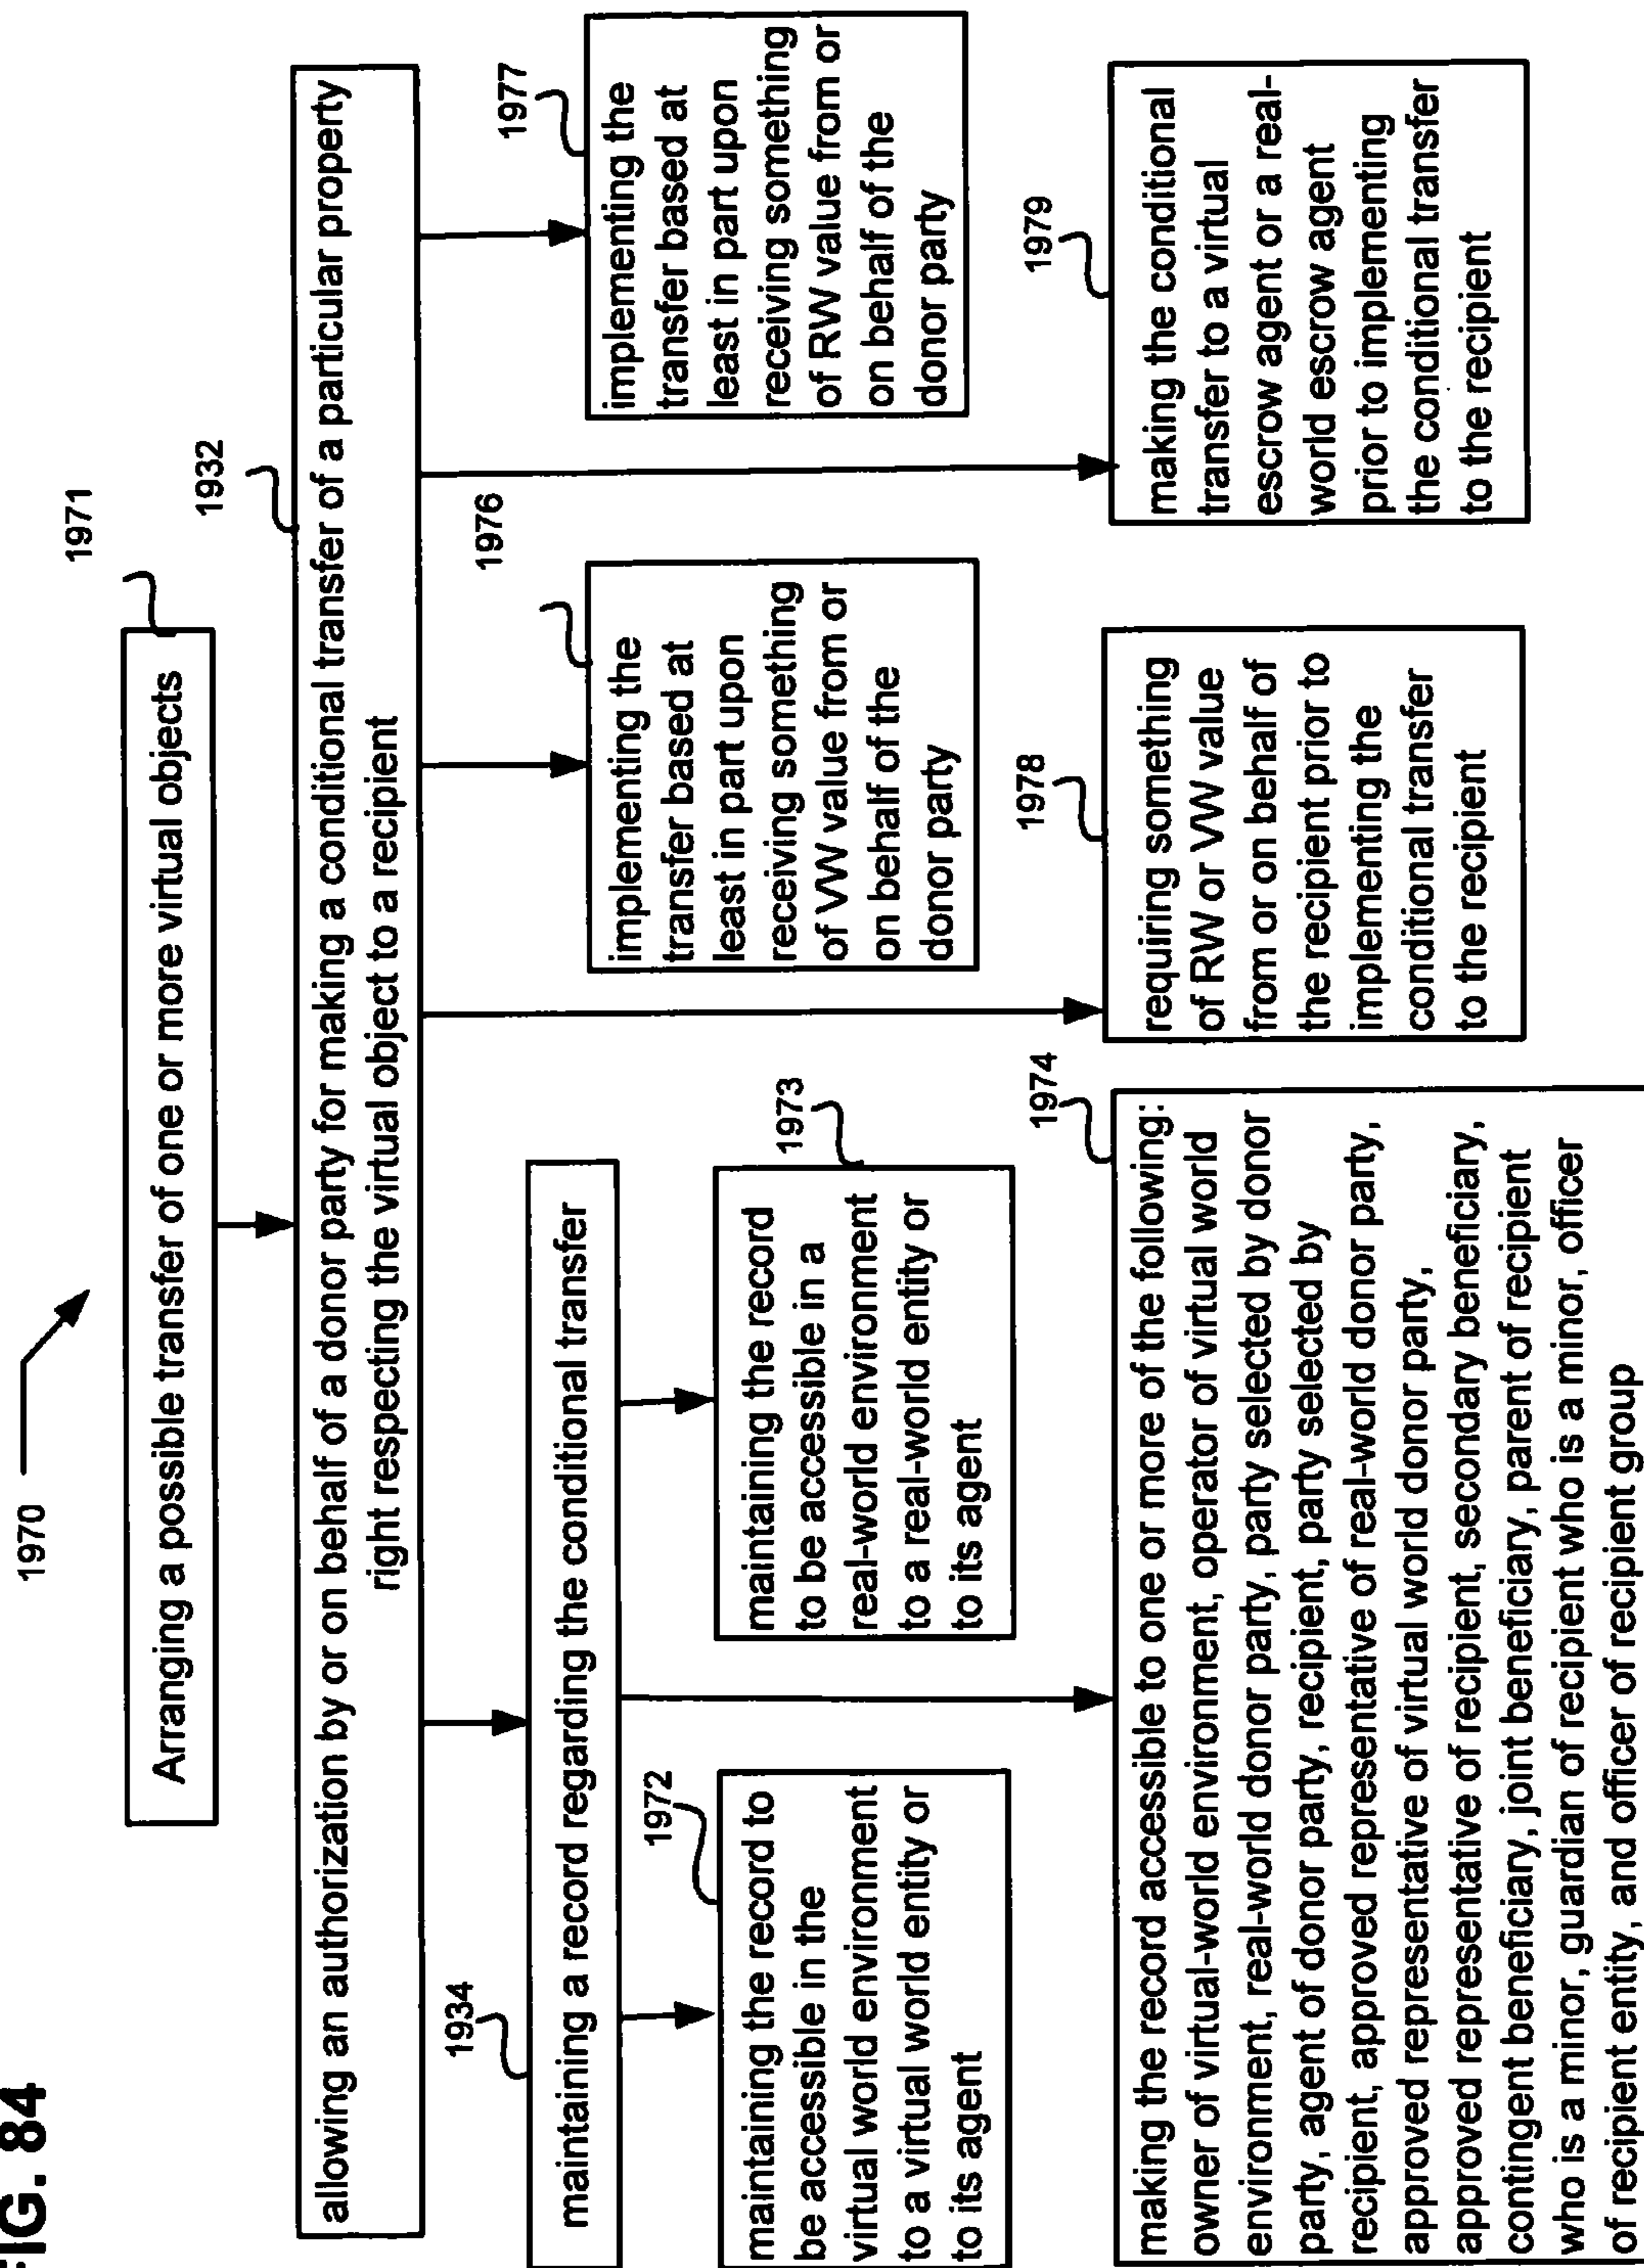 FIG. 84
1970
1971
Arranging a possible transfer of one or more virtual objects
1932
allowing an authorization by or on behalf of a donor party for making a conditional transfer of a particular property
right respecting the virtual object to a recipient
1934
maintaining a record regarding the conditional transfer
1976
implementing the
transfer based at
least in part upon
receiving something
of VW value from or
on behalf of the
donor party
1977
implementing the
transfer based at
least in part upon
receiving something
of RW value from or
on behalf of the
donor party
1972
maintaining the record to
be accessible in the
virtual world environment
to a virtual world entity or
to its agent
1973
maintaining the record
to be accessible in a
real-world environment
to a real-world entity or
to its agent
1974
making the record accessible to one or more of the following:
owner of virtual-world environment, operator of virtual world
environment, real-world donor party, party selected by donor
party, agent of donor party, recipient, party selected by
recipient, approved representative of real-world donor party,
approved representative of virtual world donor party,
approved representative of recipient, secondary beneficiary,
contingent beneficiary, joint beneficiary, parent of recipient
who is a minor, guardian of recipient who is a minor, officer
of recipient entity, and officer of recipient group
1978
requiring something
of RW or VW value
from or on behalf of
the recipient prior to
implementing the
conditional transfer
to the recipient
1979
making the conditional
transfer to a virtual
escrow agent or a real-
world escrow agent
prior to implementing
the conditional transfer
to the recipient